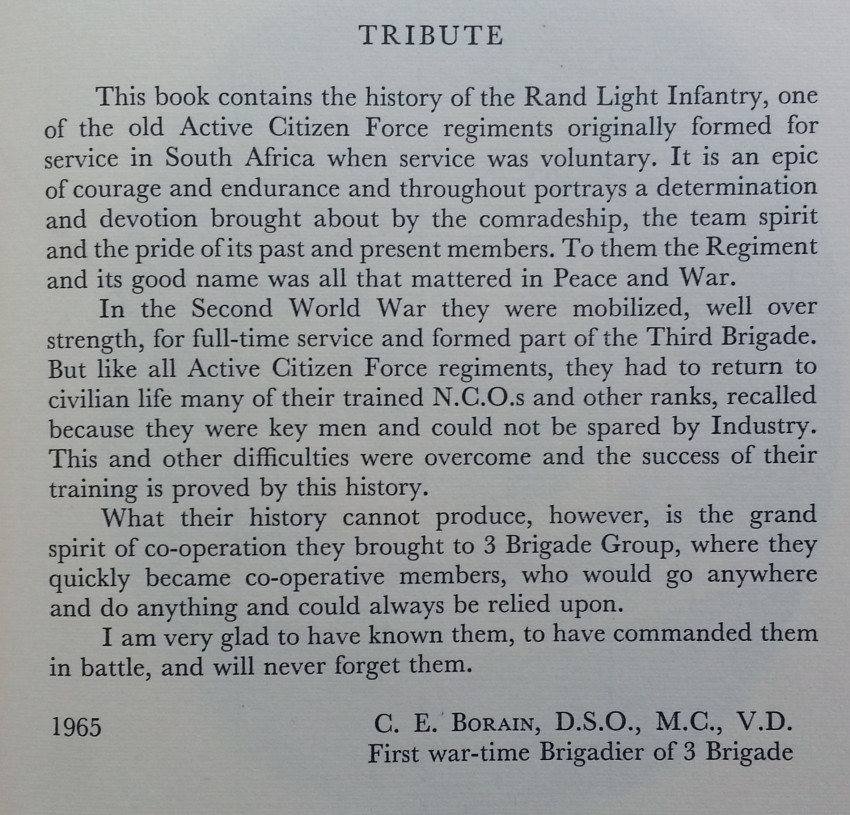 TRIBUTE
This book contains the history of the Rand Light Infantry, one
of the old Active Citizen Force regiments originally formed for
service in South Africa when service was voluntary. It is an epic
of courage and endurance and throughout portrays a determination
and devotion brought about by the comradeship, the team spirit
and the pride of its past and present members. To them the Regiment
and its good name was all that mattered in Peace and War.
In the Second World War they were mobilized, well over
strength, for full-time service and formed part of the Third Brigade.
But like all Active Citizen Force regiments, they had to return to
civilian life many of their trained N.C.O.s and other ranks, recalled
because they were key men and could not be spared by Industry.
This and other difficulties were overcome and the success of their
training is proved by this history.
What their history cannot produce, however, is the grand
spirit of co-operation they brought to 3 Brigade Group, where they
quickly became co-operative members, who would go anywhere
and do anything and could always be relied upon.
I am very glad to have known them, to have commanded them
in battle, and will never forget them.
1965 C. E. BORAIN, D.S.O., M.C., V.D.
First war-time Brigadier of 3 Brigade